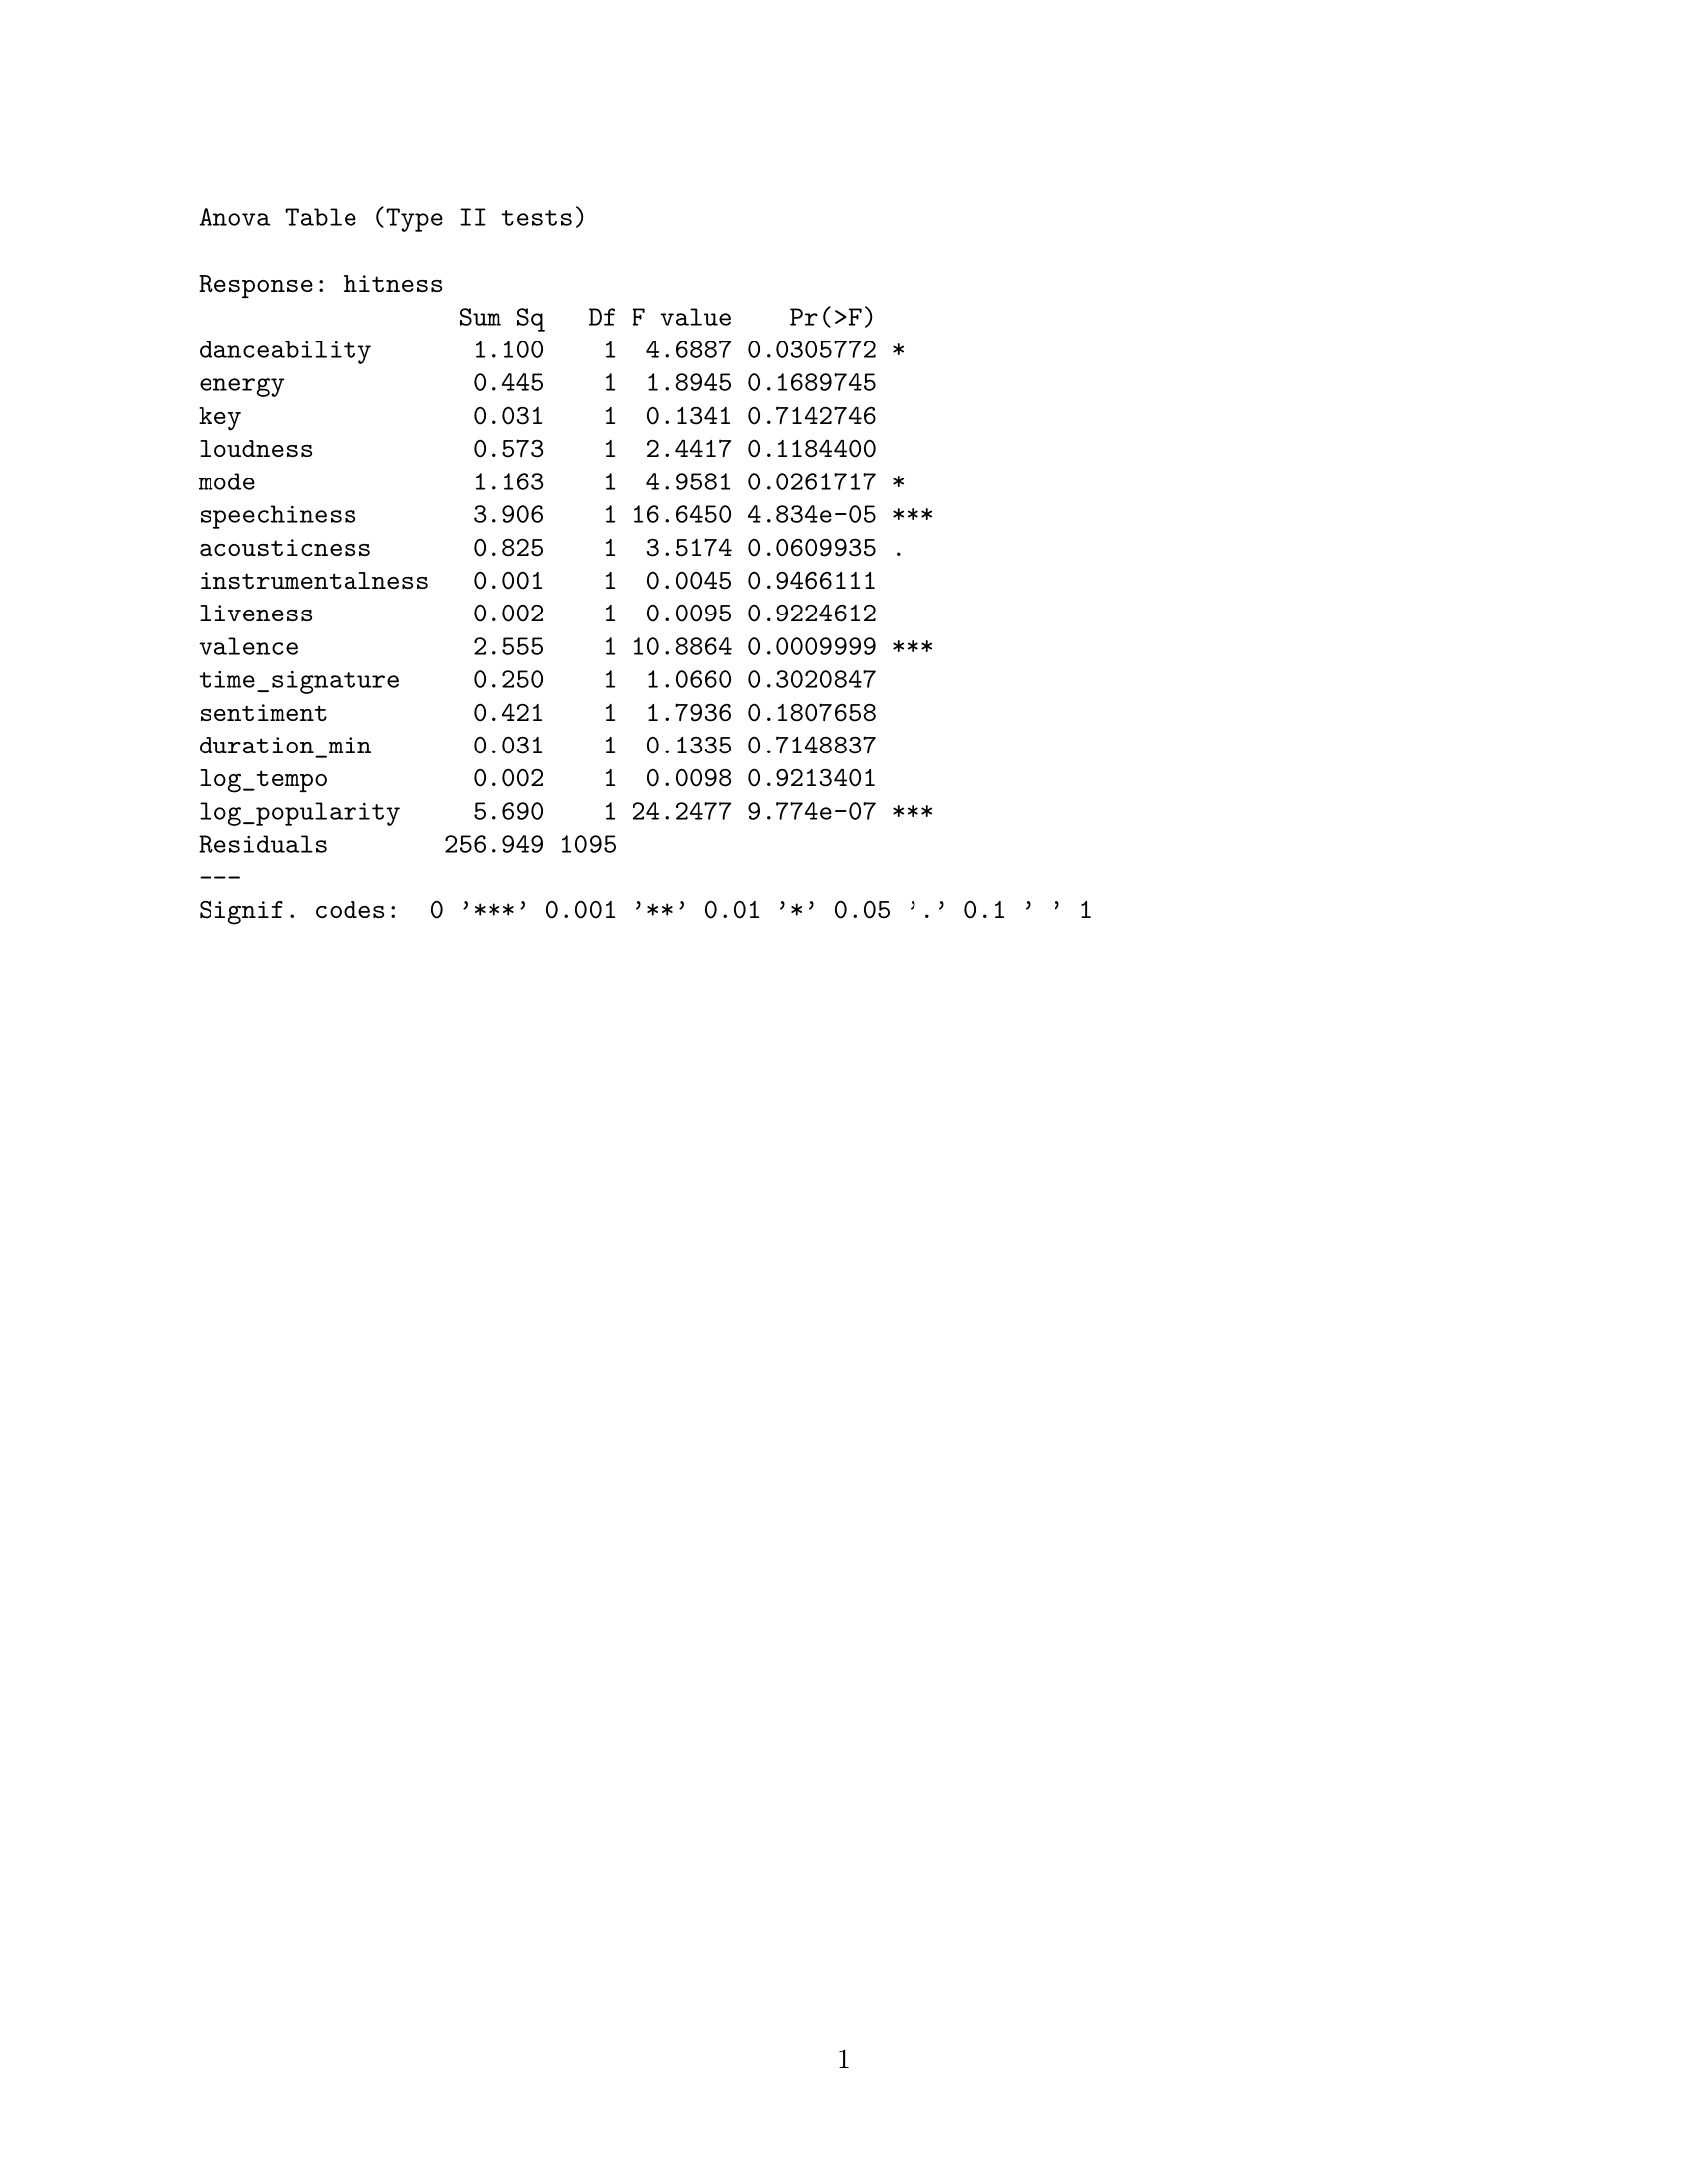 Anova Table (Type II tests)
Response: hitness
                  Sum Sq   Df F value    Pr(>F)
danceability       1.100    1  4.6887 0.0305772 *
energy             0.445    1  1.8945 0.1689745
key                0.031    1  0.1341 0.7142746
loudness           0.573    1  2.4417 0.1184400
mode               1.163    1  4.9581 0.0261717 *
speechiness        3.906    1 16.6450 4.834e-05 ***
acousticness       0.825    1  3.5174 0.0609935 .
instrumentalness   0.001    1  0.0045 0.9466111
liveness           0.002    1  0.0095 0.9224612
valence            2.555    1 10.8864 0.0009999 ***
time_signature     0.250    1  1.0660 0.3020847
sentiment          0.421    1  1.7936 0.1807658
duration_min       0.031    1  0.1335 0.7148837
log_tempo          0.002    1  0.0098 0.9213401
log_popularity     5.690    1 24.2477 9.774e-07 ***
Residuals        256.949 1095
---
Signif. codes:  0 '***' 0.001 '**' 0.01 '*' 0.05 '.' 0.1 ' ' 1
1